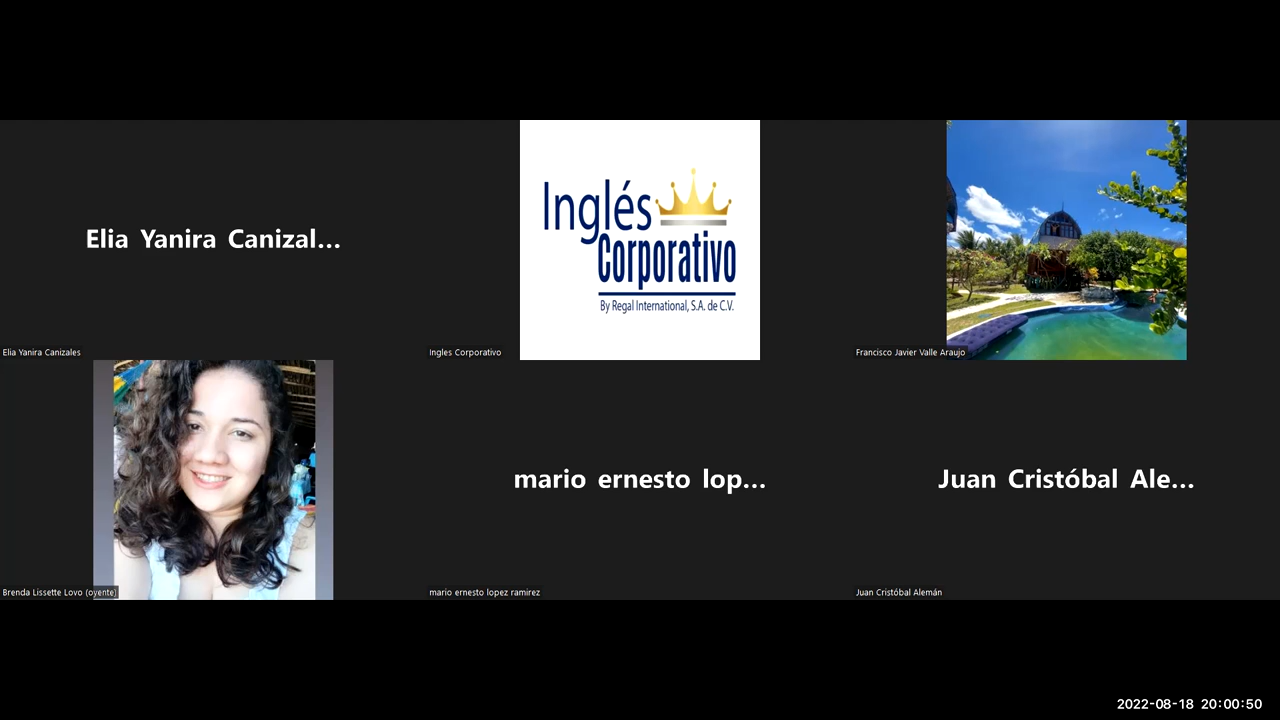 Elia Yanira Canizal...
Elia Yanira Canizales
Inglés
Corporativo
By Regal International, S.A. de C.V.
Ingles Corporativo
Francisco Javier Valle Araujo
Brenda Lissette Lovo (oyente)
mario ernesto lop...
mario ernesto lopez ramirez
Juan Cristóbal Ale...
Juan Cristóbal Alemán
2022-08-18 20:00:50